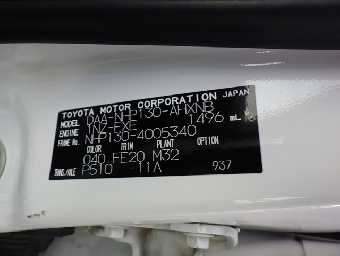 TOYOTA MOTOR CORPORATION JAPAN
MODEL DAA-NHP130-AHXNB
ENGINE 1NZ-FXE 1496 mL
FRAME No. NHP130-4005340
COLOR TRIM PLANT OPTION
040 FE20 M32
TRANS/AXLE P510 -11A 937